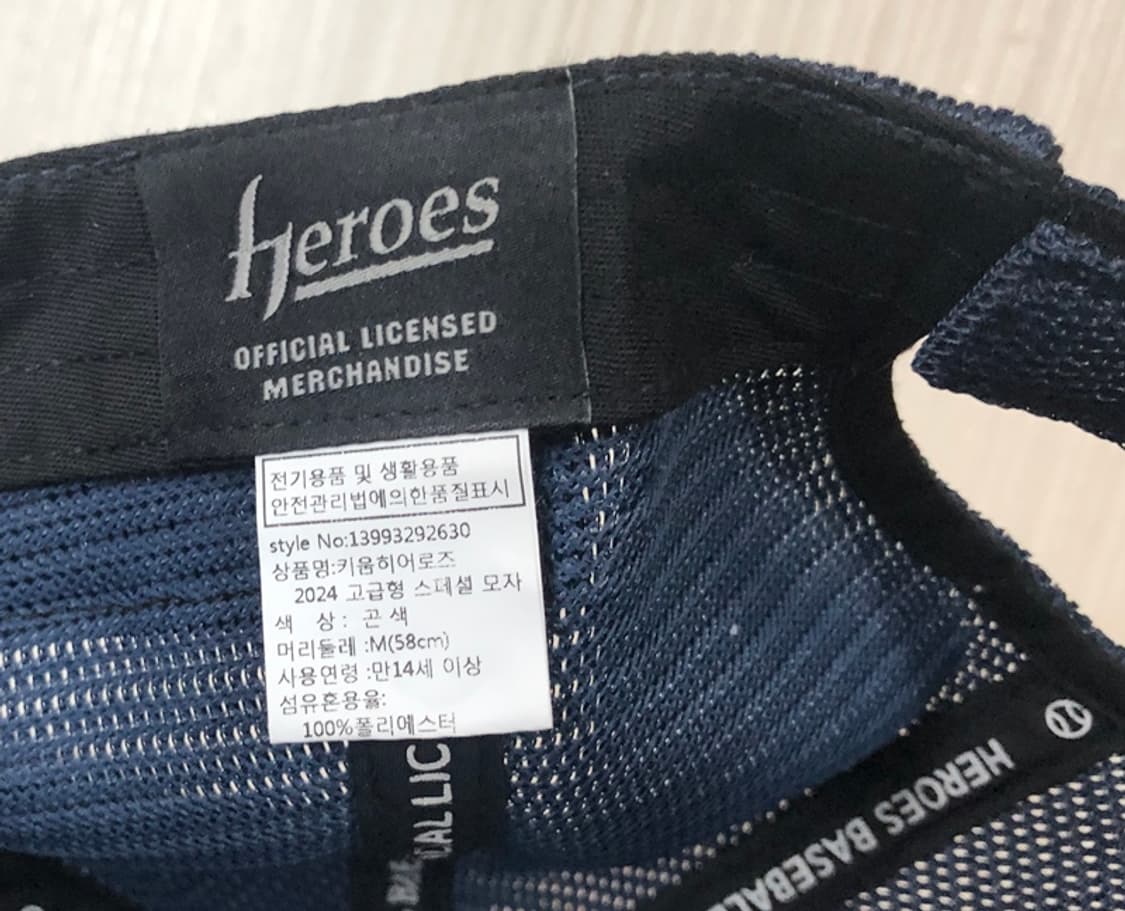 heroes
OFFICIAL LICENSED
MERCHANDISE
전기용품 및 생활용품
안전관리법에의한품질표시
style No:13993292630
상품명:키움히어로즈
2024 고급형 스페셜 모자
색 상: 곤색
머리둘레 :M(58cm)
사용연령 :만14세 이상
섬유혼용율:
100%폴리에스터
HEROES BASEBALL